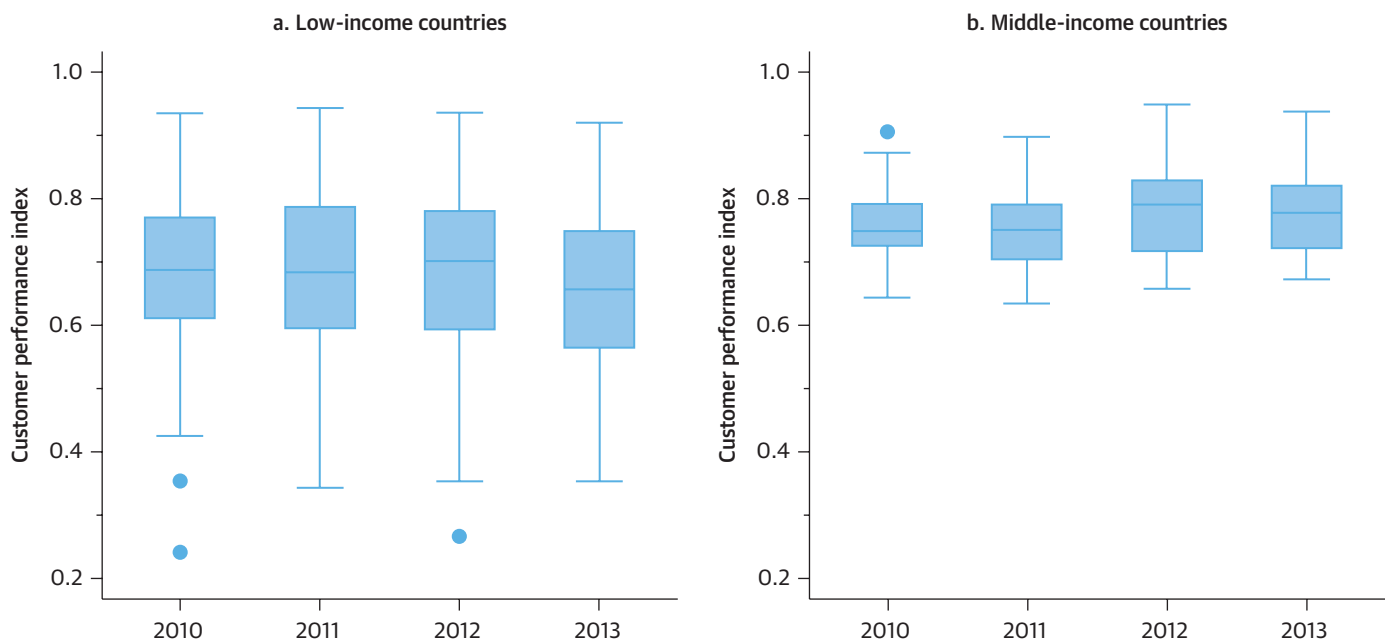 a. Low-income countries
Customer performance index
1.0
0.8
0.6
0.4
0.2
2010 2011 2012 2013
b. Middle-income countries
Customer performance index
1.0
0.8
0.6
0.4
0.2
2010 2011 2012 2013